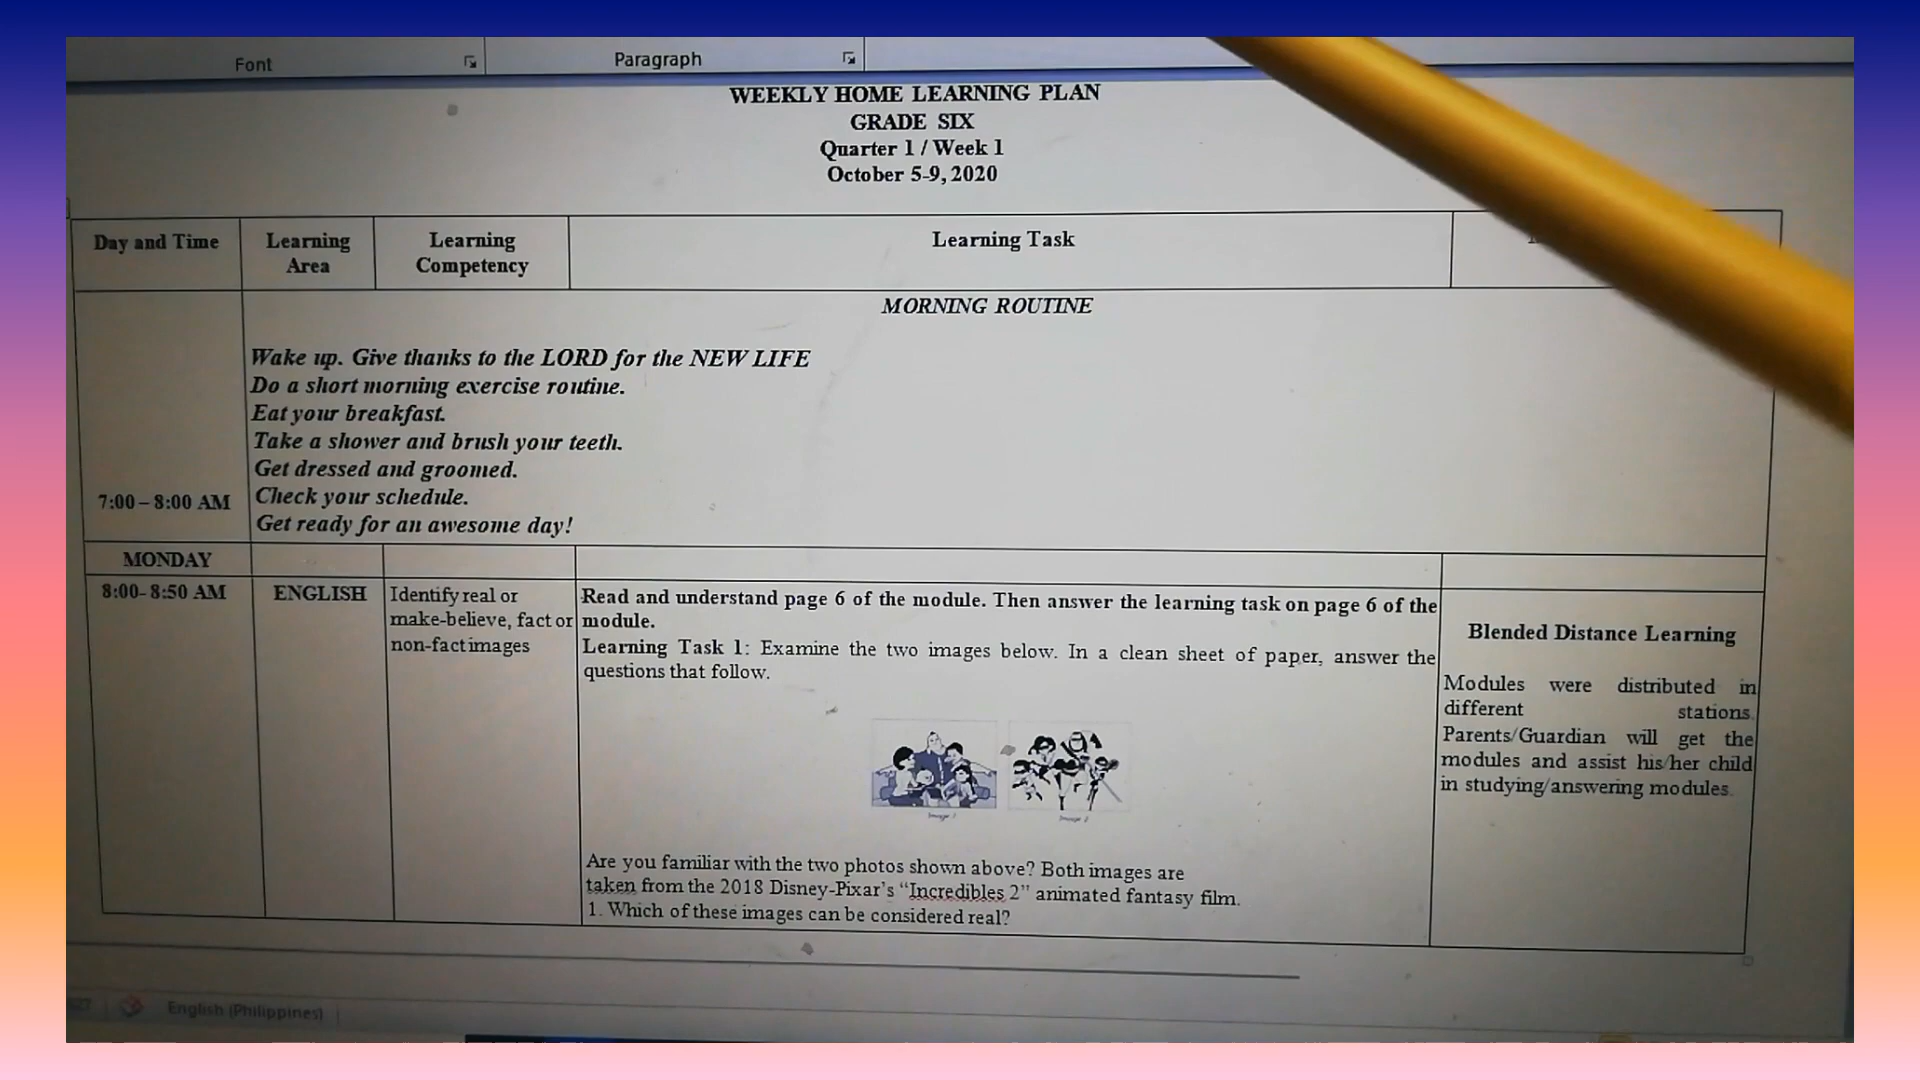 Font
Paragraph
WEEKLY HOME LEARNING PLAN
GRADE SIX
Quarter 1 / Week 1
October 5-9, 2020
Day and Time
Learning
Area
Learning
Competency
Learning Task
MORNING ROUTINE
7:00 – 8:00 AM
Wake up. Give thanks to the LORD for the NEW LIFE
Do a short morning exercise routine.
Eat your breakfast.
Take a shower and brush your teeth.
Get dressed and groomed.
Check your schedule.
Get ready for an awesome day!
MONDAY
8:00- 8:50 AM
ENGLISH
Identify real or
make-believe, fact or
non-fact images
Read and understand page 6 of the module. Then answer the learning task on page 6 of the
module.
Learning Task 1: Examine the two images below. In a clean sheet of paper, answer the
questions that follow.
Image 1
Image 2
Are you familiar with the two photos shown above? Both images are
taken from the 2018 Disney-Pixar’s “Incredibles 2” animated fantasy film.
1. Which of these images can be considered real?
Blended Distance Learning
Modules were distributed in
different stations.
Parents/Guardian will get the
modules and assist his/her child
in studying/answering modules.
English (Philippines)